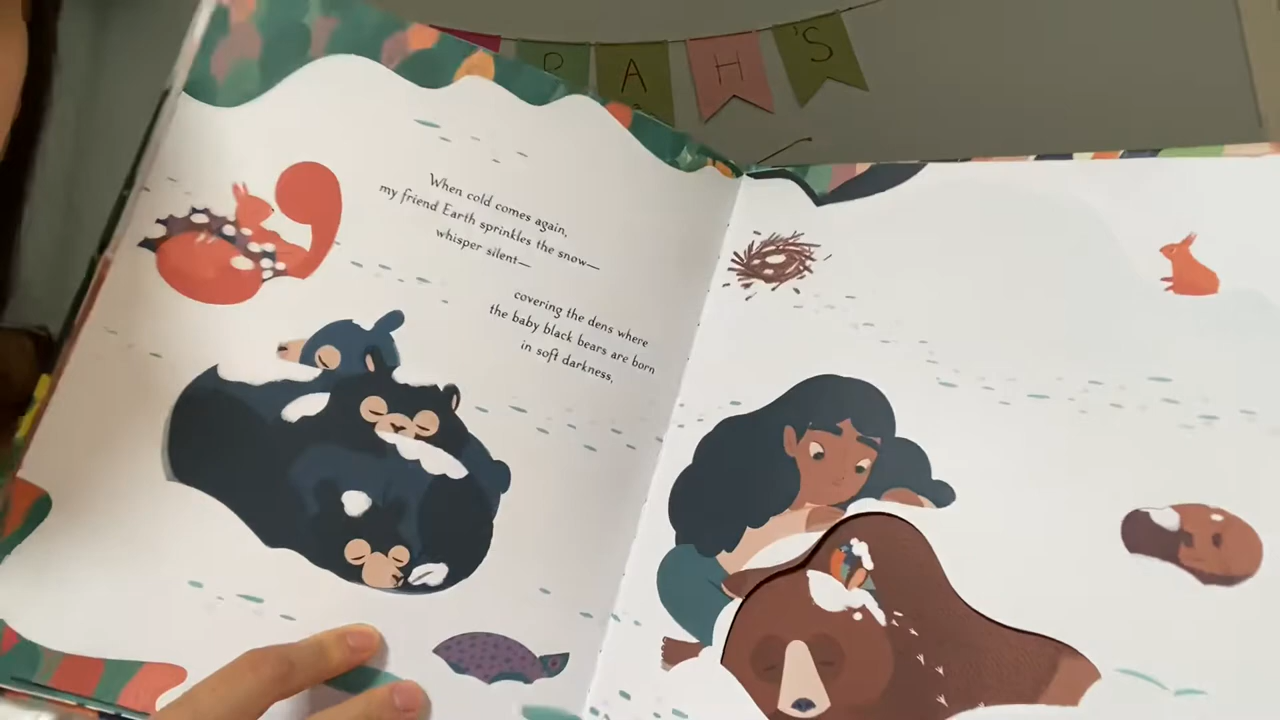 R A H 'S
When cold comes again,
my friend Earth sprinkles the snow—
whisper silent—
covering the dens where
the baby black bears are born
in soft darkness,